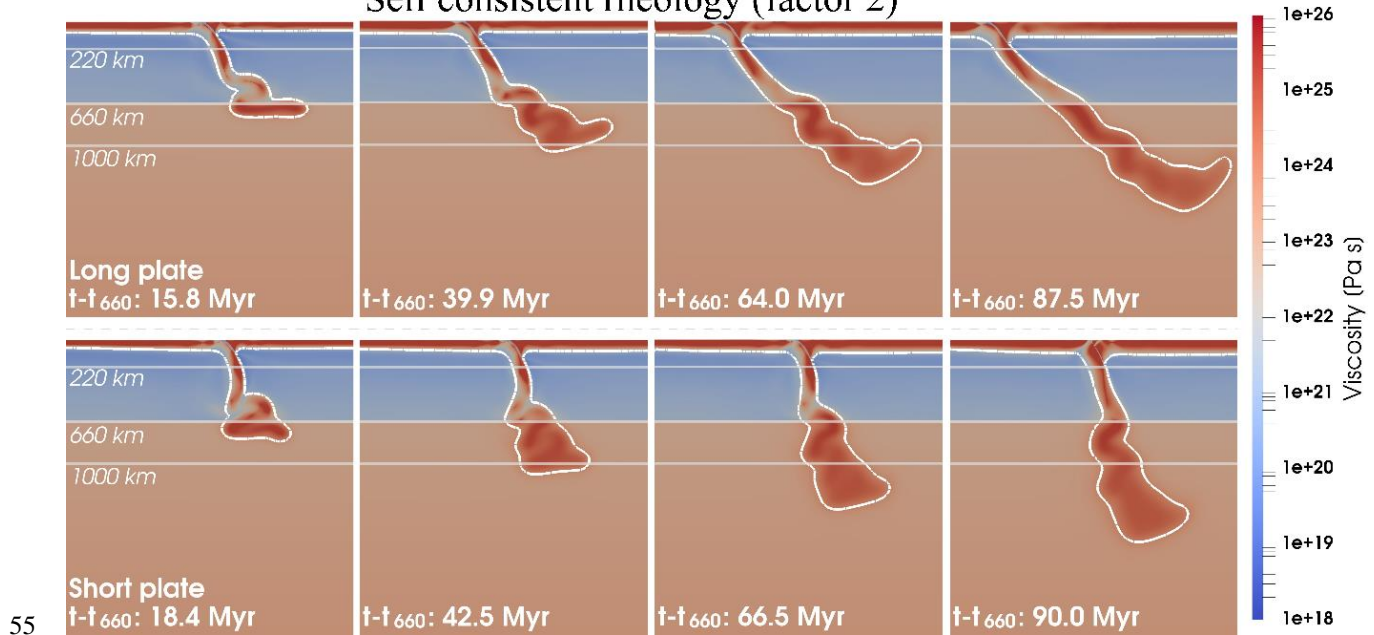 Self consistent rheology (factor 2)
220 km
660 km
1000 km
Long plate
t-t660: 15.8 Myr
t-t660: 39.9 Myr
t-t660: 64.0 Myr
t-t660: 87.5 Myr
220 km
660 km
1000 km
Short plate
t-t660: 18.4 Myr
t-t660: 42.5 Myr
t-t660: 66.5 Myr
t-t660: 90.0 Myr
1e+26
1e+25
1e+24
1e+23
1e+22
1e+21
1e+20
1e+19
1e+18
Viscosity (Pa s)
55